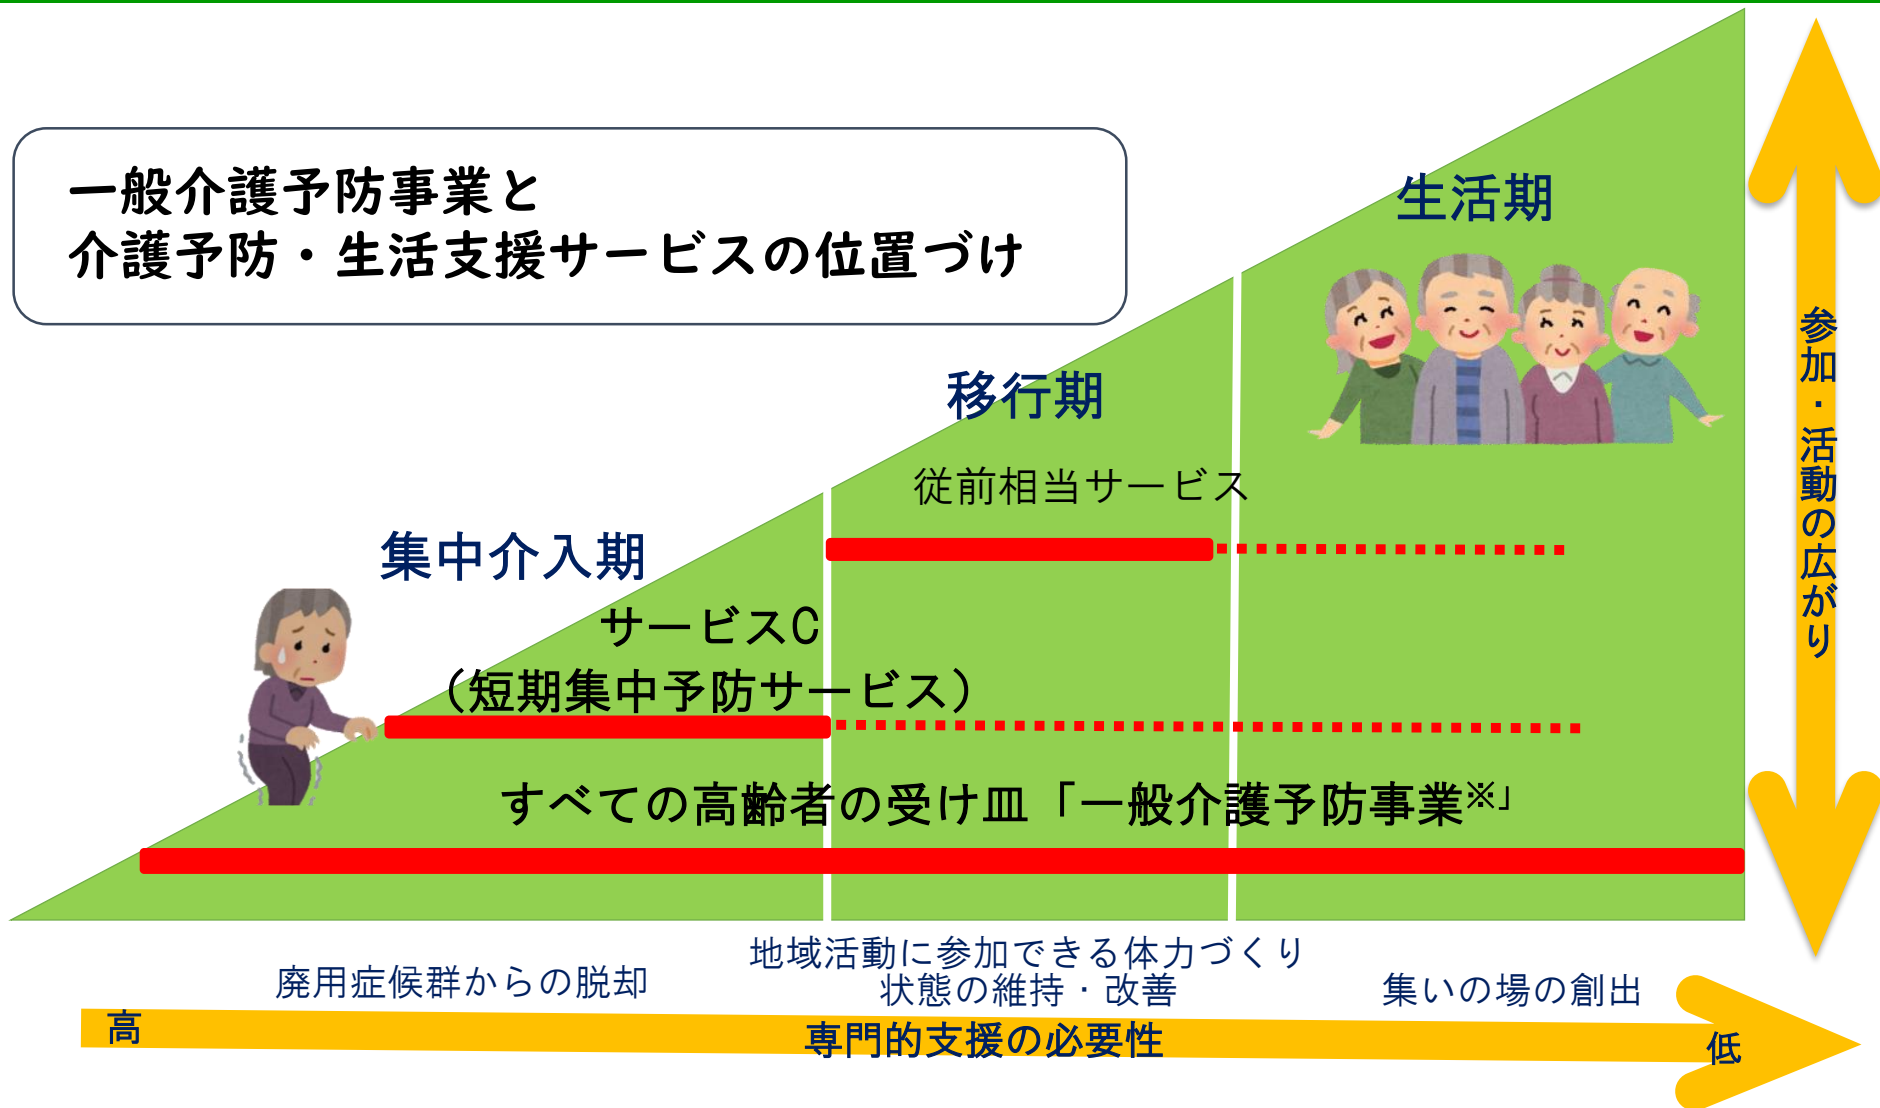 一般介護予防事業と
介護予防・生活支援サービスの位置づけ
生活期
移行期
従前相当サービス
集中介入期
サービスC
（短期集中予防サービス）
すべての高齢者の受け皿「一般介護予防事業※」
参加・活動の広がり
廃用症候群からの脱却
地域活動に参加できる体力づくり
状態の維持・改善
集いの場の創出
高
専門的支援の必要性
低